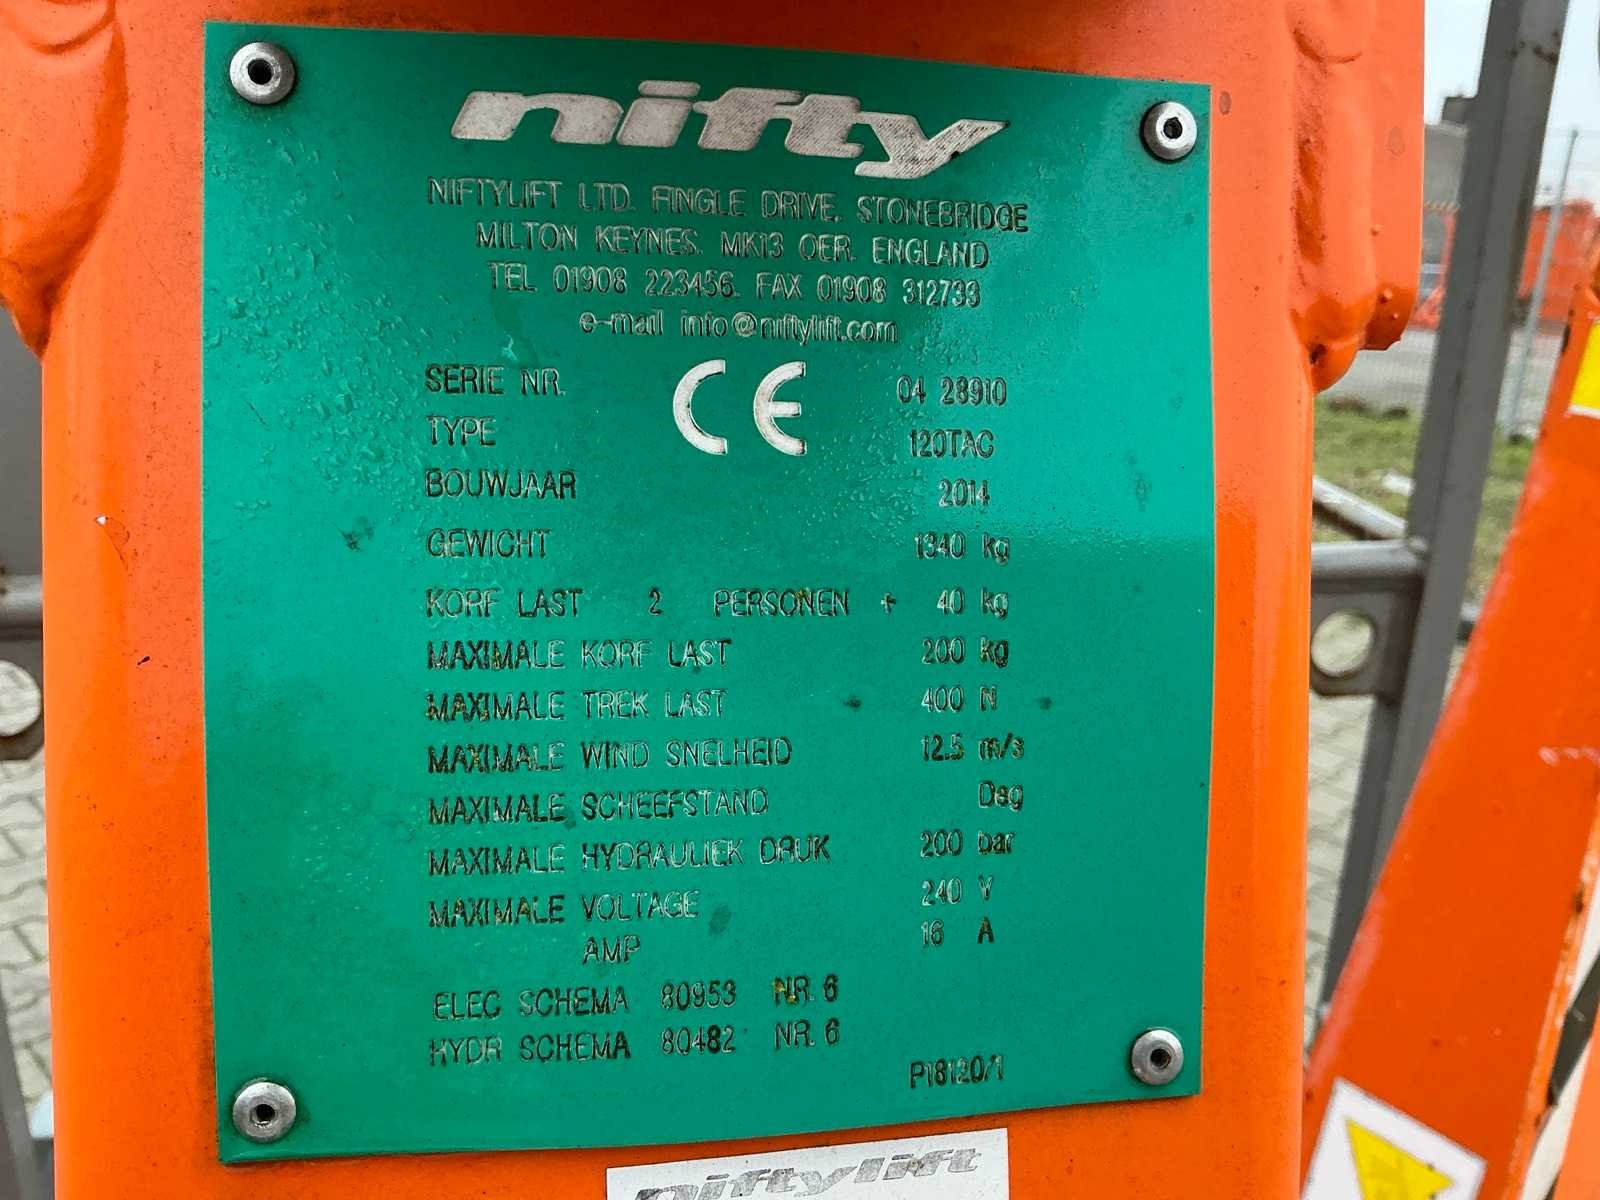 nifty
NIFTYLIFT LTD. FINGLE DRIVE, STONEBRIDGE
MILTON KEYNES. MK13 OER. ENGLAND
TEL 01908 223456. FAX 01908 312733
e-mail info@niftylift.com
CE
SERIE NR. 04 28910
TYPE 120TAC
BOUWJAAR 2014
GEWICHT 1340 kg
KORF LAST 2 PERSONEN + 40 kg
MAXIMALE KORF LAST 200 kg
MAXIMALE TREK LAST 400 N
MAXIMALE WIND SNELHEID 12.5 m/s
MAXIMALE SCHEEFSTAND Deg
MAXIMALE HYDRAULIEK DRUK 200 bar
MAXIMALE VOLTAGE 240 V
AMP 16 A
ELEC SCHEMA 80953 NR. 6
HYDR SCHEMA 80482 NR. 6
P18120/1
niftylift